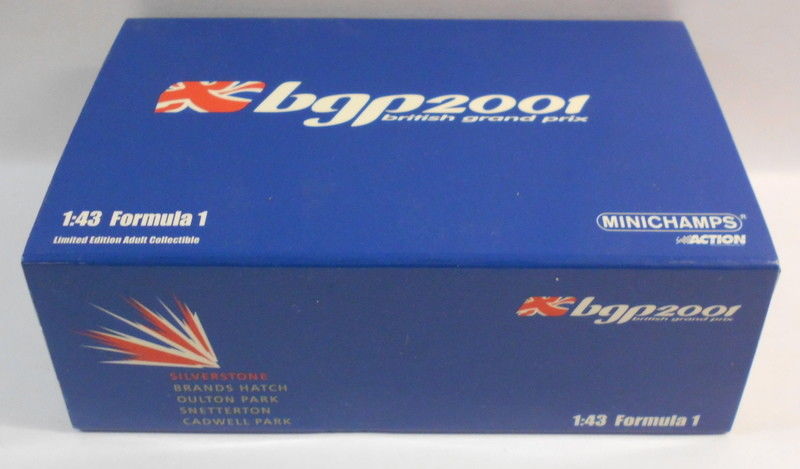 bgp2001
british grand prix
1:43 Formula 1
Limited Edition Adult Collectible
MINICHAMPS®
ACTION
bgp2001
british grand prix
SILVERSTONE
BRANDS HATCH
OULTON PARK
SNETTERTON
CADWELL PARK
1:43 Formula 1